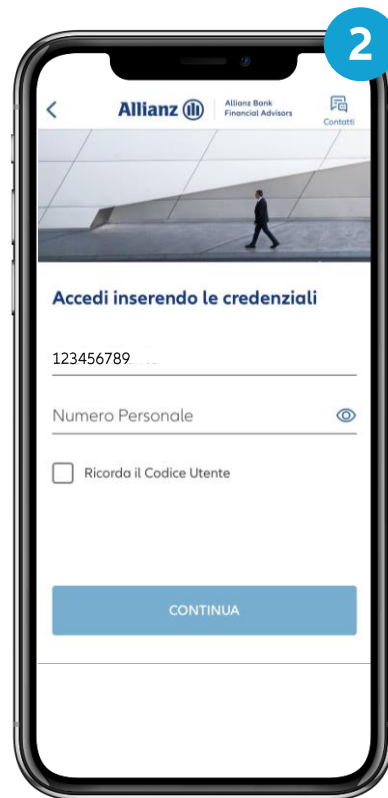 2
Allianz
Allianz Bank
Financial Advisors
Contatti
Accedi inserendo le credenziali
123456789
Numero Personale
Ricorda il Codice Utente
CONTINUA